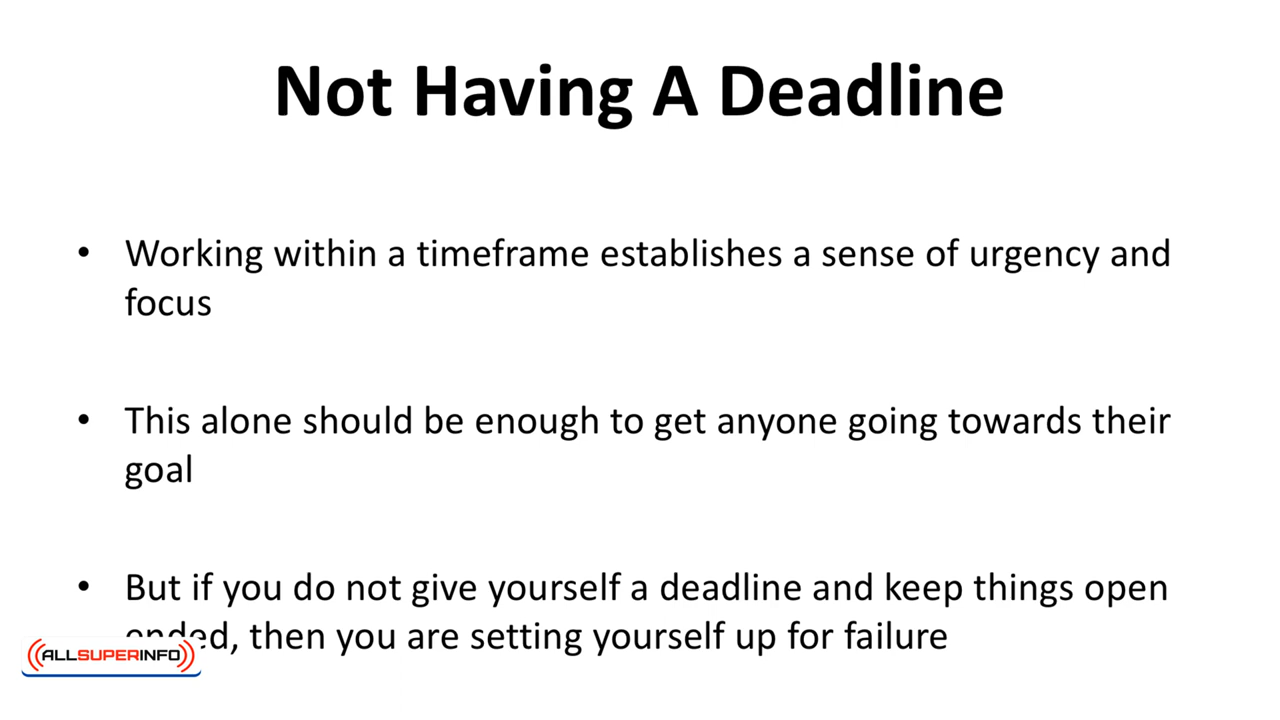 Not Having A Deadline
• Working within a timeframe establishes a sense of urgency and
focus
• This alone should be enough to get anyone going towards their
goal
• But if you do not give yourself a deadline and keep things open
ended, then you are setting yourself up for failure
ALLSUPERINFO